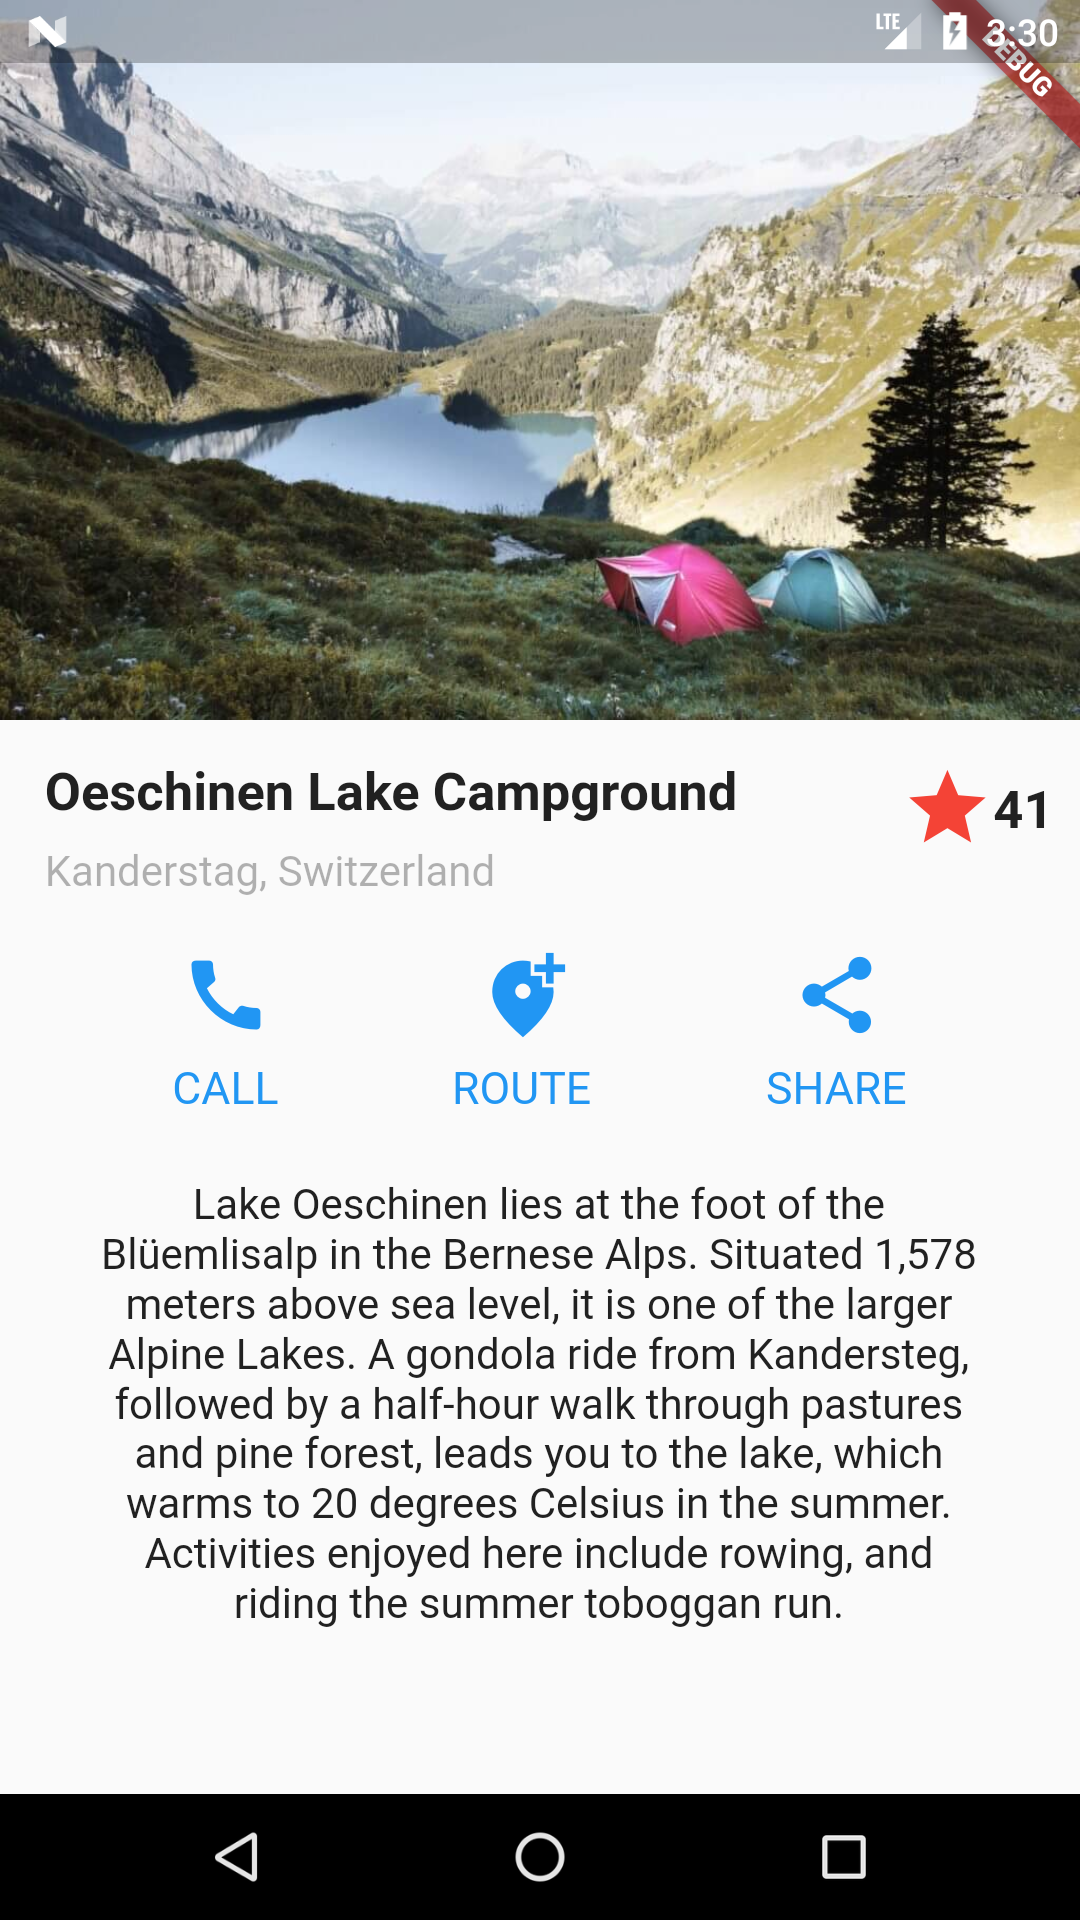 LTE 3:30
DEBUG
Oeschinen Lake Campground
41
Kanderstag, Switzerland
CALL ROUTE SHARE
Lake Oeschinen lies at the foot of the
Blüemlisalp in the Bernese Alps. Situated 1,578
meters above sea level, it is one of the larger
Alpine Lakes. A gondola ride from Kandersteg,
followed by a half-hour walk through pastures
and pine forest, leads you to the lake, which
warms to 20 degrees Celsius in the summer.
Activities enjoyed here include rowing, and
riding the summer toboggan run.